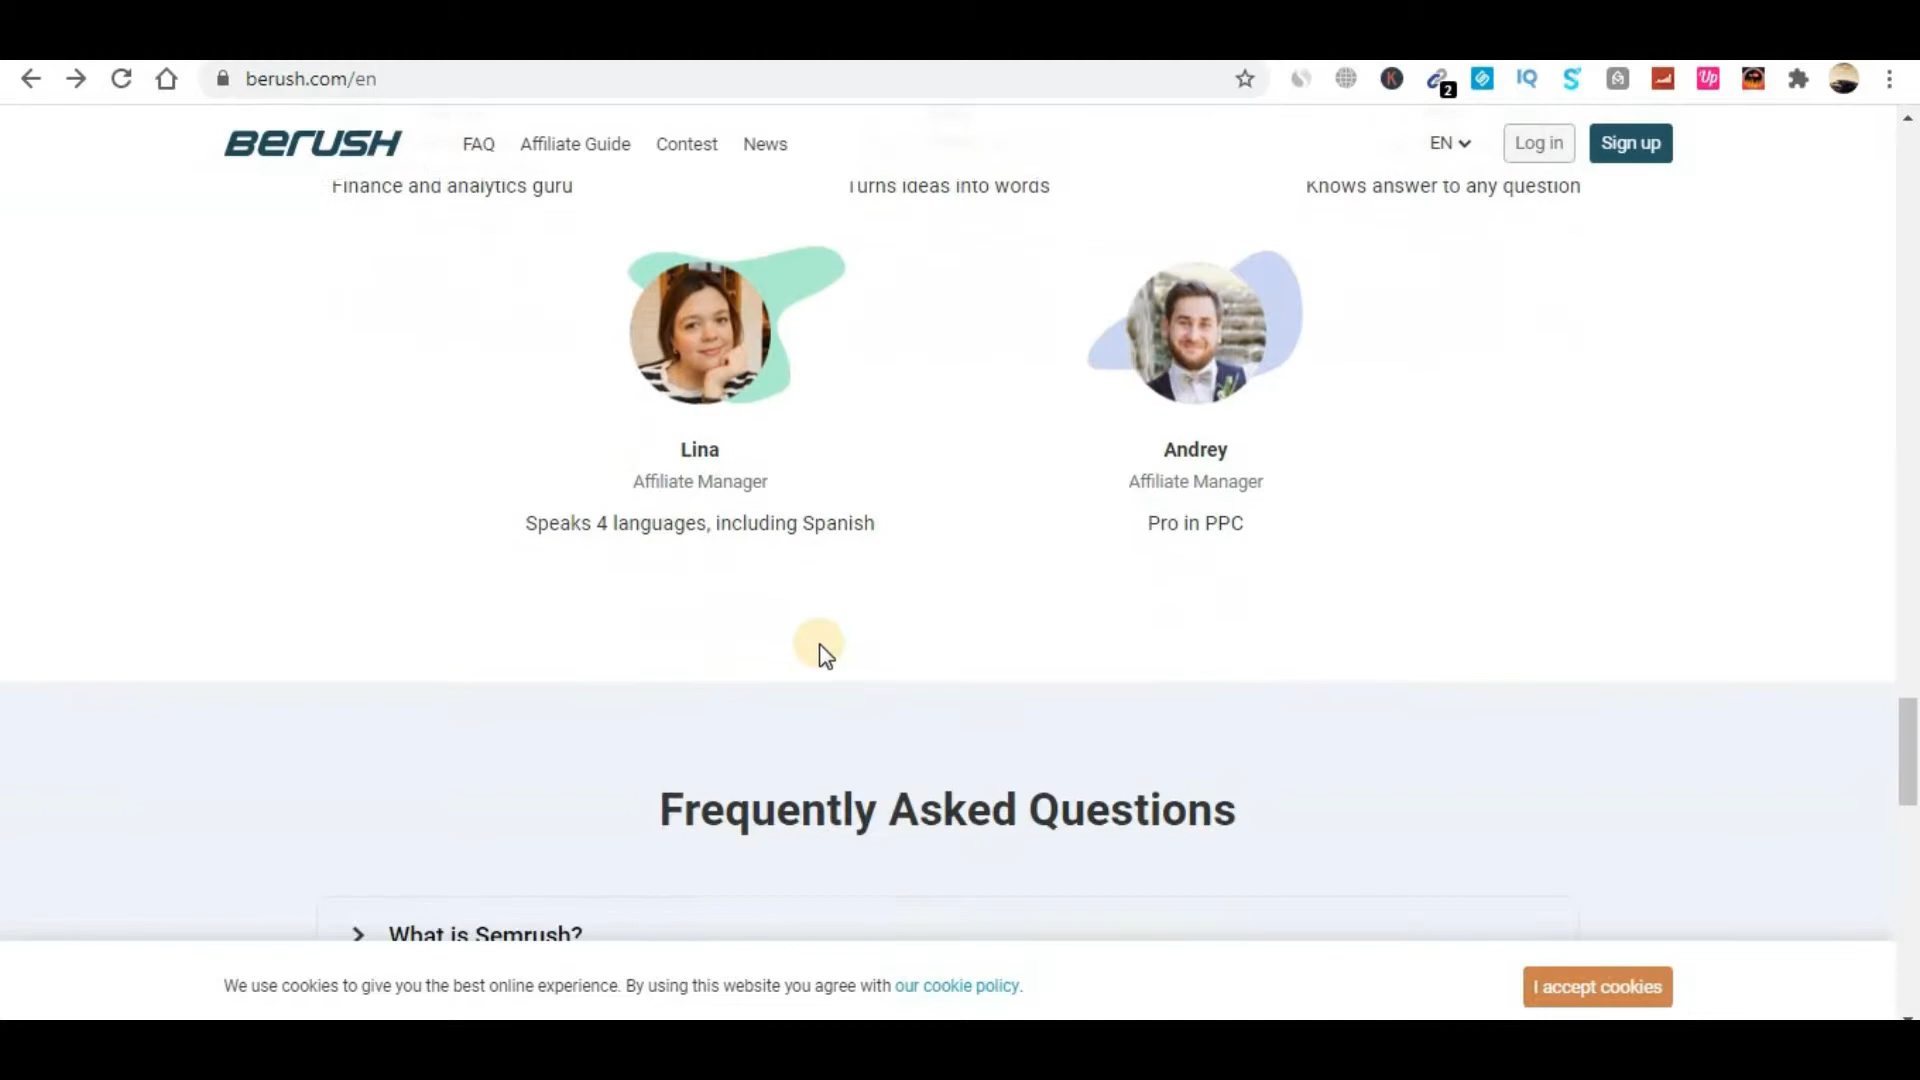 berush.com/en
2
IQ
Up
BERUSH
FAQ Affiliate Guide Contest News
EN Log in Sign up
Finance and analytics guru Turns ideas into words Knows answer to any question
Lina Andrey
Affiliate Manager Affiliate Manager
Speaks 4 languages, including Spanish Pro in PPC
Frequently Asked Questions
What is Semrush?
We use cookies to give you the best online experience. By using this website you agree with our cookie policy.
I accept cookies